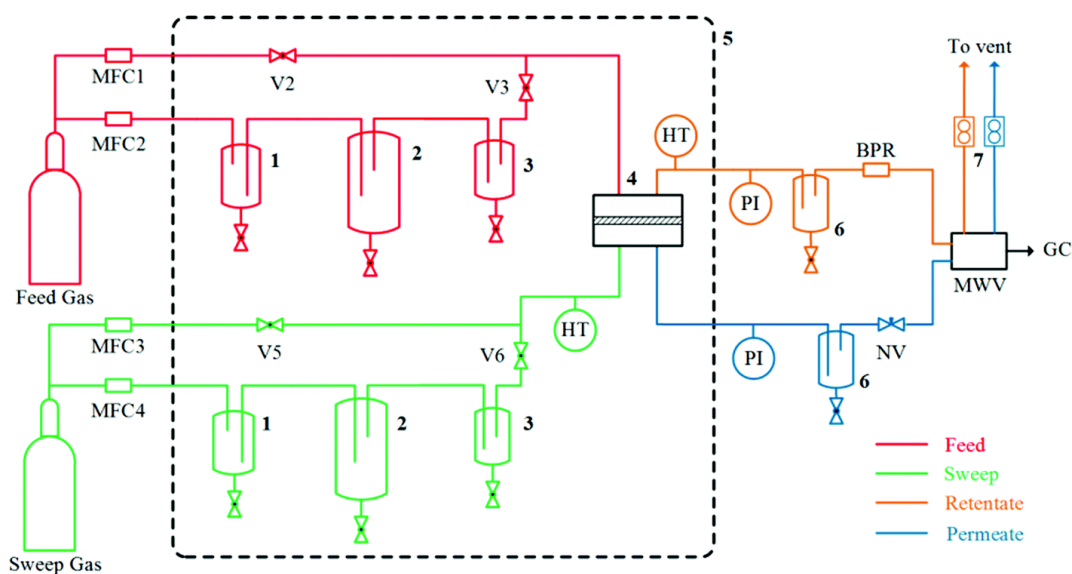 To vent
5
MFC1
V2
V3
MFC2
1
2
3
4
HT
PI
6
BPR
7
GC
MWV
Feed Gas
MFC3
V5
V6
HT
PI
NV
6
MFC4
1
2
3
Feed
Sweep
Retentate
Permeate
Sweep Gas